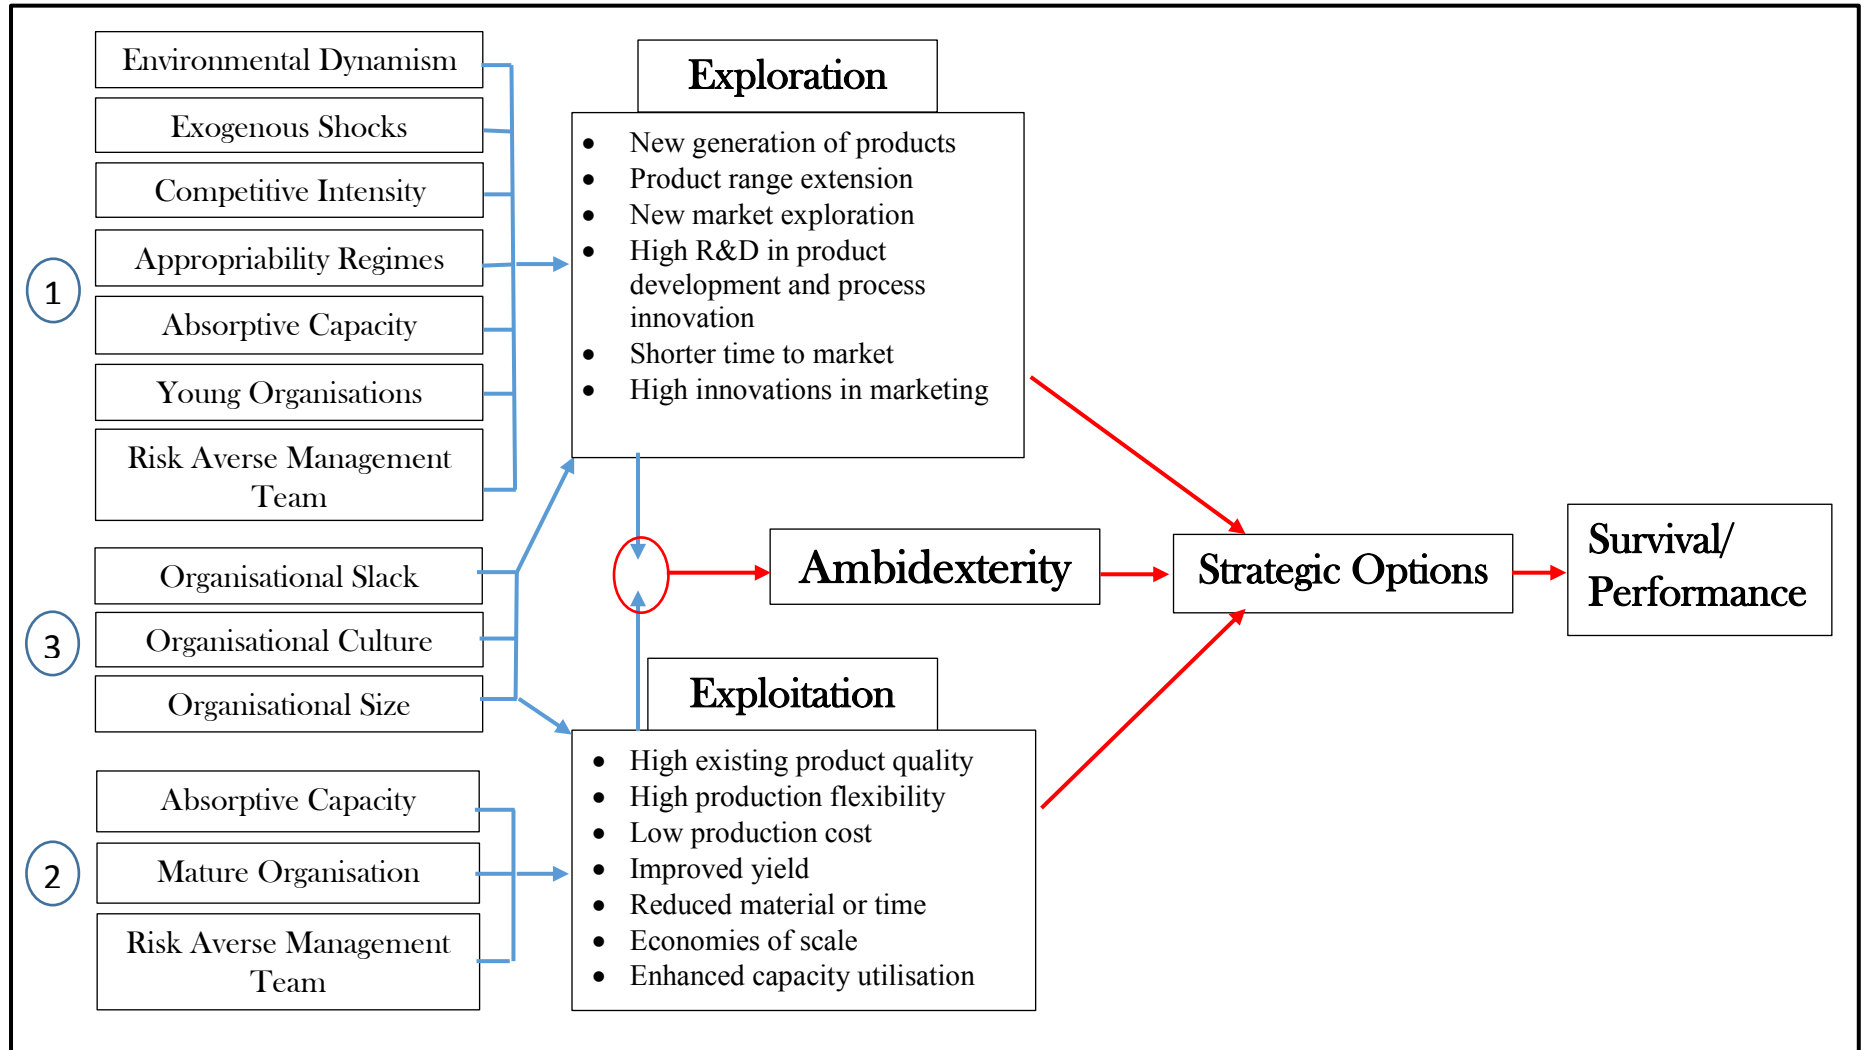 Environmental Dynamism
Exogenous Shocks
Competitive Intensity
Appropriability Regimes
Absorptive Capacity
Young Organisations
Risk Averse Management
Team
1
Organisational Slack
Organisational Culture
Organisational Size
3
Absorptive Capacity
Mature Organisation
Risk Averse Management
Team
2
Exploration
• New generation of products
• Product range extension
• New market exploration
• High R&D in product
development and process
innovation
• Shorter time to market
• High innovations in marketing
Ambidexterity
Exploitation
• High existing product quality
• High production flexibility
• Low production cost
• Improved yield
• Reduced material or time
• Economies of scale
• Enhanced capacity utilisation
Strategic Options
Survival/
Performance